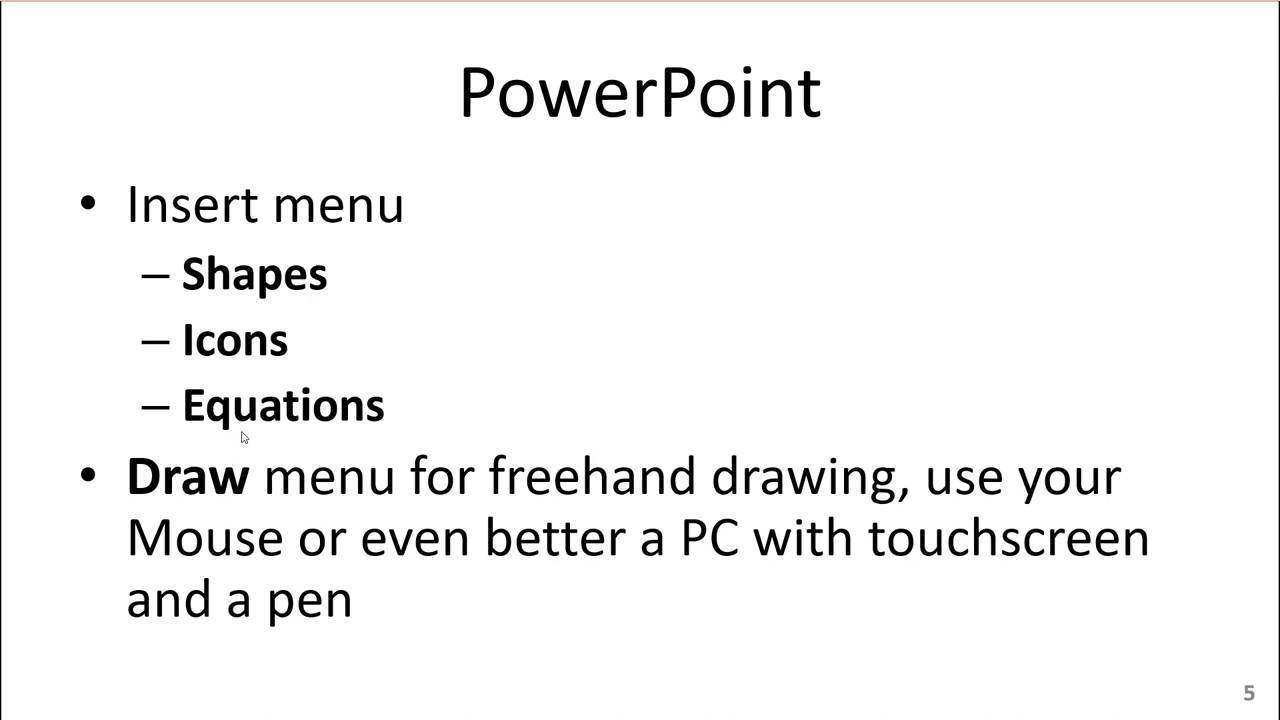 PowerPoint
• Insert menu
– Shapes
– Icons
– Equations
• Draw menu for freehand drawing, use your
Mouse or even better a PC with touchscreen
and a pen
5